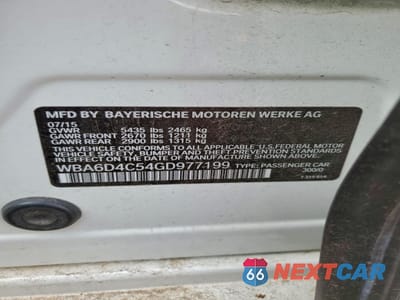 MFD BY BAYERISCHE MOTOREN WERKE AG
07/15
GVWR 5435 lbs 2465 kg
GAWR FRONT 2670 lbs 1211 kg
GAWR REAR 2900 lbs 1315 kg
THIS VEHICLE CONFORMS TO ALL APPLICABLE U.S. FEDERAL MOTOR
VEHICLE SAFETY, BUMPER AND THEFT PREVENTION STANDARDS
IN EFFECT ON THE DATE OF MANUFACTURE SHOWN ABOVE.
WBA6D4C54GD977199 TYPE: PASSENGER CAR
300/0
66 NEXTCAR